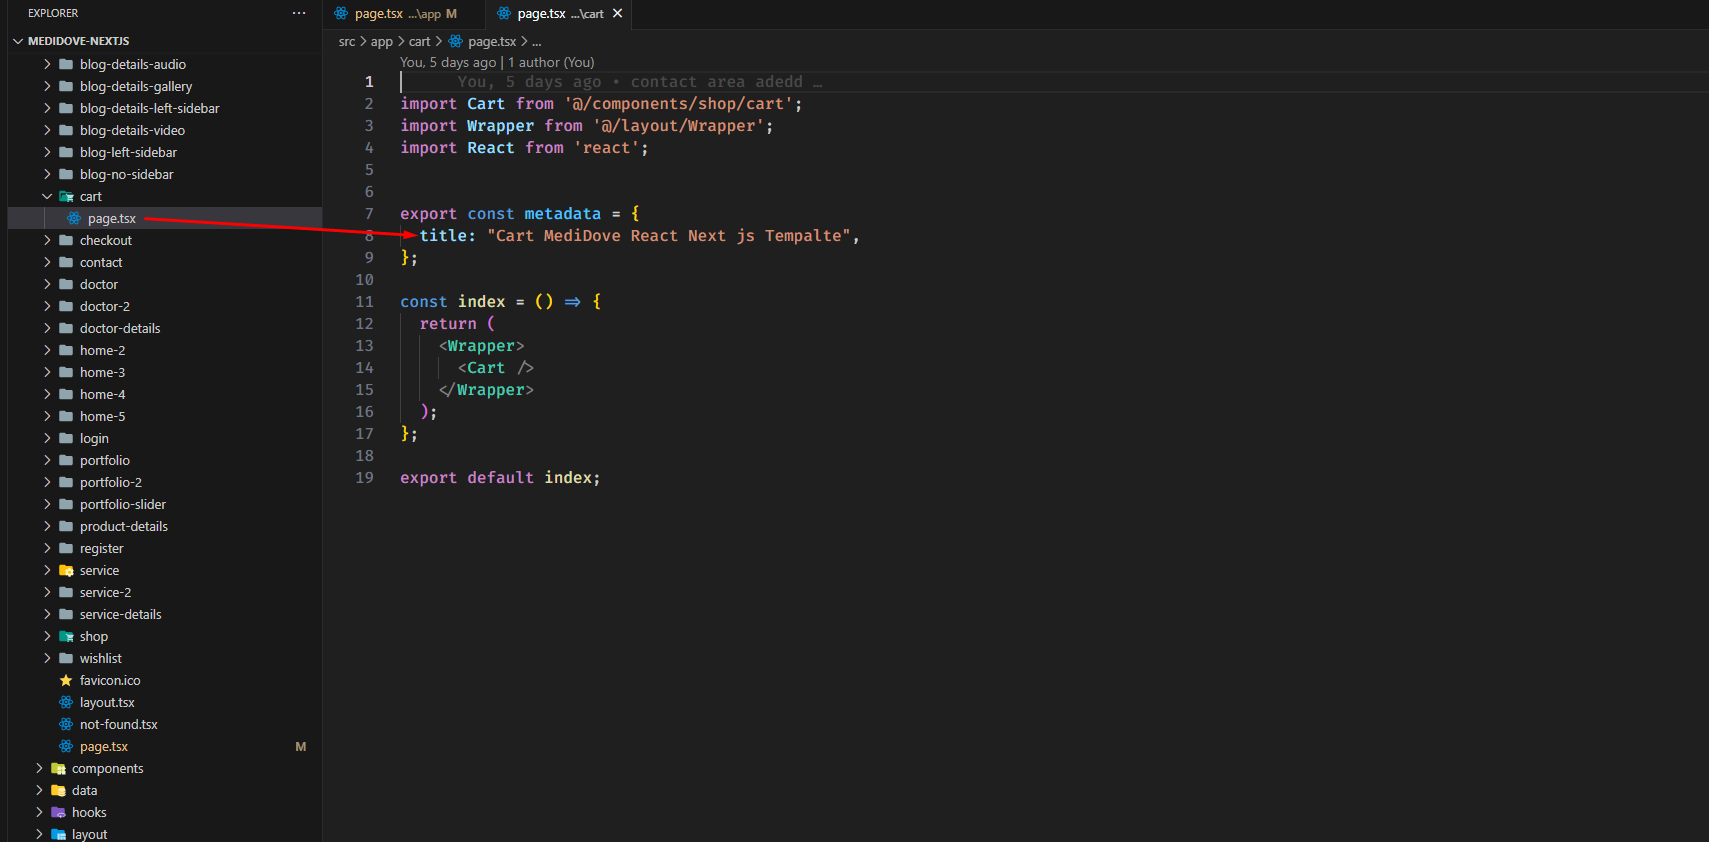 EXPLORER
···
MEDIDOVE-NEXTJS
blog-details-audio
blog-details-gallery
blog-details-left-sidebar
blog-details-video
blog-left-sidebar
blog-no-sidebar
cart
page.tsx
checkout
contact
doctor
doctor-2
doctor-details
home-2
home-3
home-4
home-5
login
portfolio
portfolio-2
portfolio-slider
product-details
register
service
service-2
service-details
shop
wishlist
favicon.ico
layout.tsx
not-found.tsx
page.tsx M
components
data
hooks
layout
page.tsx ...\app M
page.tsx ...\cart
src > app > cart > page.tsx > ...
You, 5 days ago | 1 author (You)
1 You, 5 days ago • contact area adedd …
2 import Cart from '@/components/shop/cart';
3 import Wrapper from '@/layout/Wrapper';
4 import React from 'react';
5
6
7 export const metadata = {
8 title: "Cart MediDove React Next js Tempalte",
9 };
10
11 const index = () => {
12 return (
13 <Wrapper>
14 <Cart />
15 </Wrapper>
16 );
17 };
18
19 export default index;